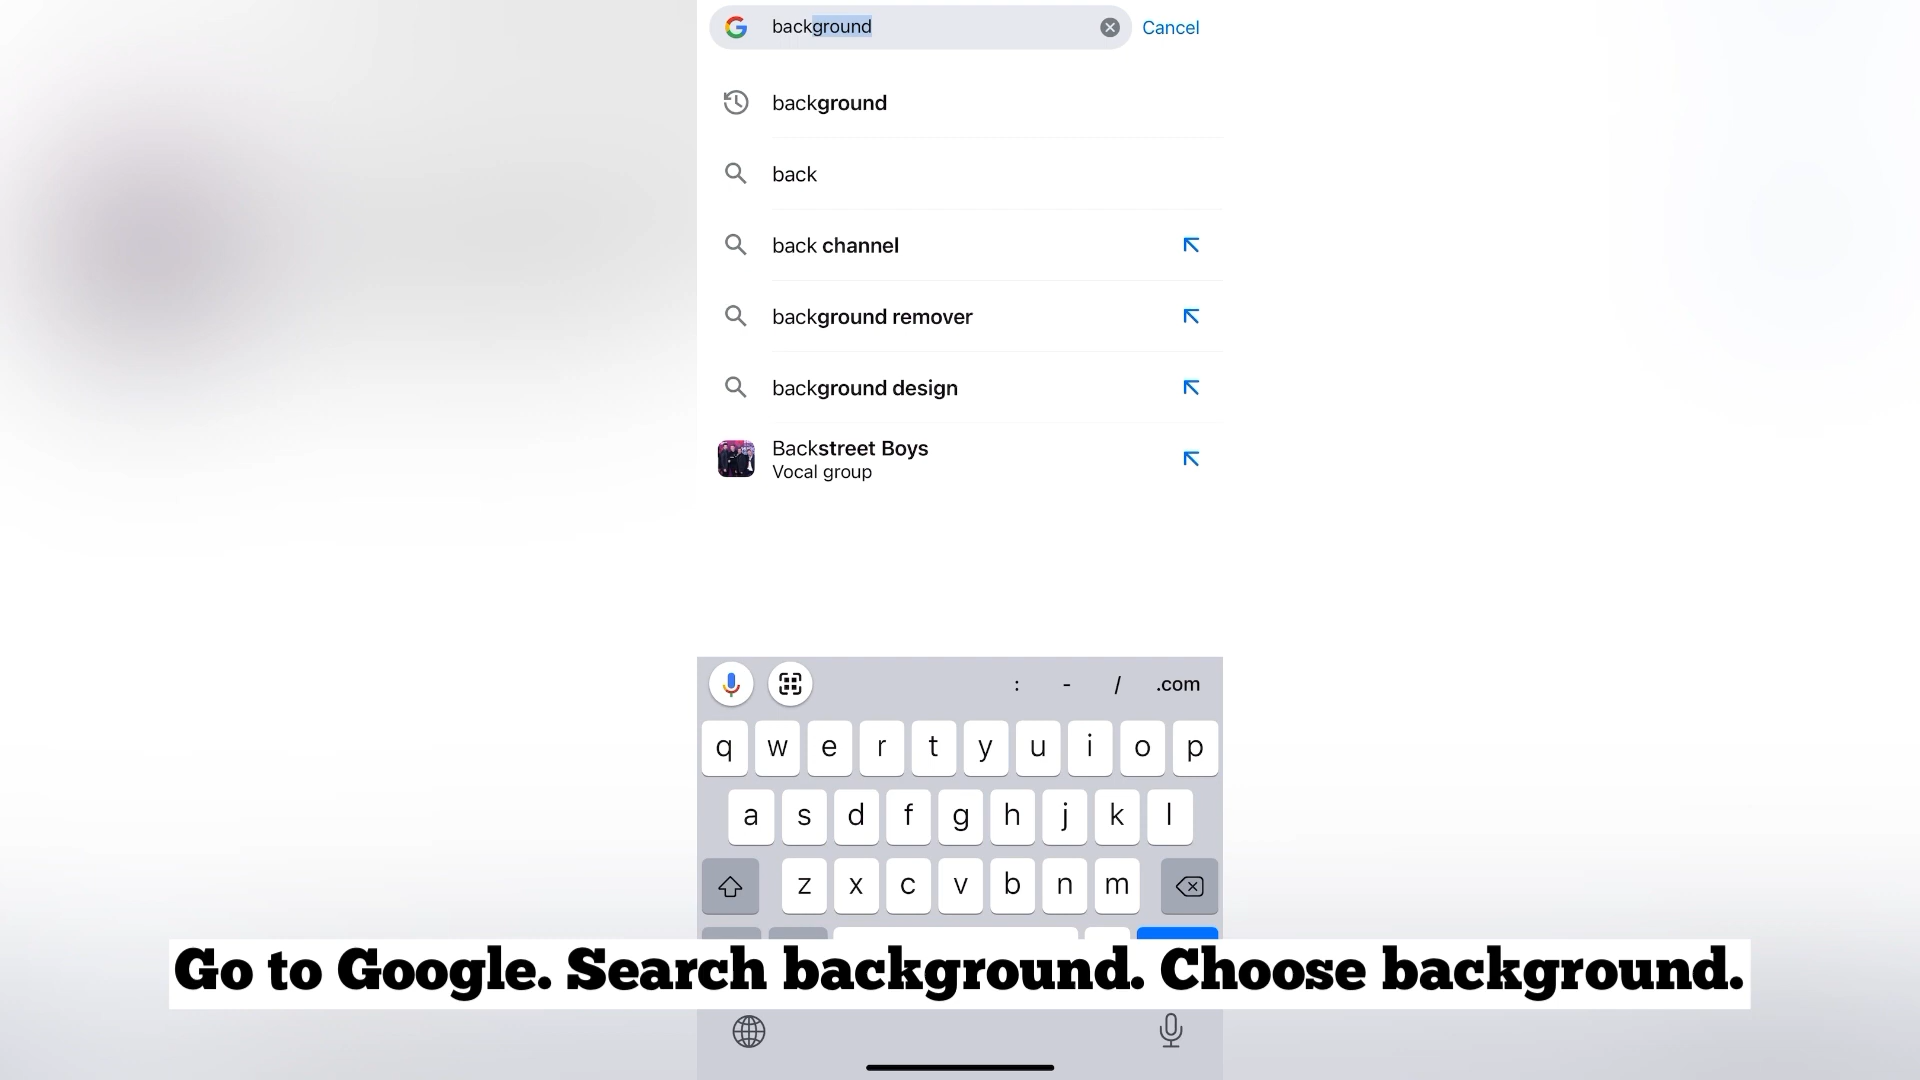 background
Cancel
background
back
back channel
background remover
background design
Backstreet Boys
Vocal group
: - / .com
q w e r t y u i o p
a s d f g h j k l
z x c v b n m
Go to Google. Search background. Choose background.